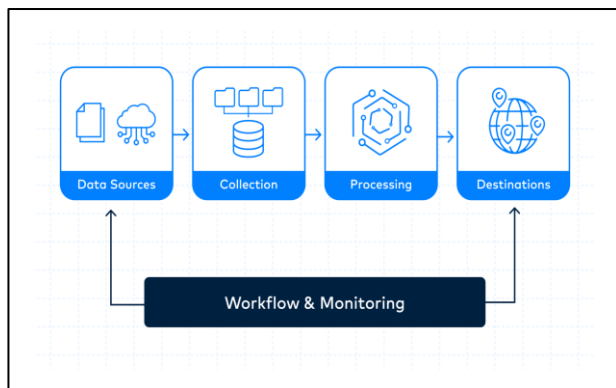 Data Sources
Collection
Processing
Destinations
Workflow & Monitoring